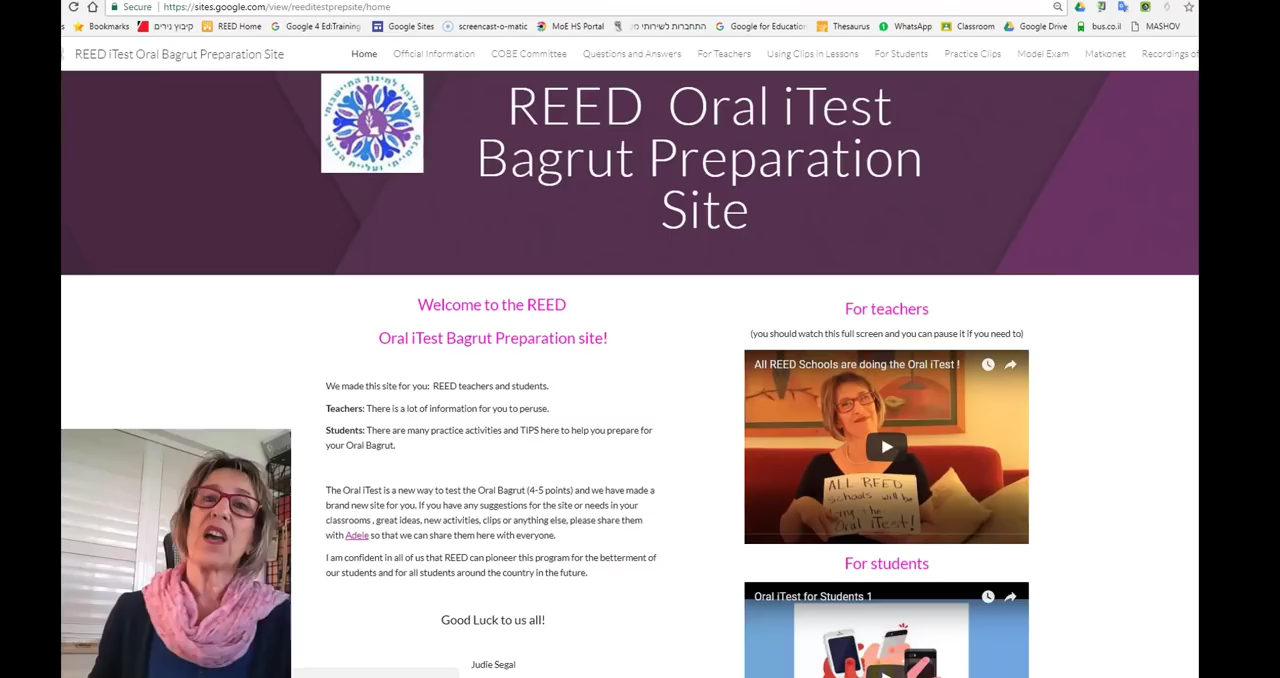 Secure https://sites.google.com/view/reeditestprepsite/home
Bookmarks קיבוץ נירים REED Home Google 4 EdiTraining Google Sites screencast-o-matic MoE HS Portal התחברות לשירותי מ Google for Education Thesaurus WhatsApp Classroom Google Drive bus.co.il MASHOV
REED iTest Oral Bagrut Preparation Site Home Official Information COBE Committee Questions and Answers For Teachers Using Clips in Lessons For Students Practice Clips Model Exam Matkonet Recordings of
REED Oral iTest
Bagrut Preparation
Site
Welcome to the REED
Oral iTest Bagrut Preparation site!
We made this site for you: REED teachers and students.
Teachers: There is a lot of information for you to peruse.
Students: There are many practice activities and TIPS here to help you prepare for
your Oral Bagrut.
The Oral iTest is a new way to test the Oral Bagrut (4-5 points) and we have made a
brand new site for you. If you have any suggestions for the site or needs in your
classrooms , great ideas, new activities, clips or anything else, please share them
with Adele so that we can share them here with everyone.
I am confident in all of us that REED can pioneer this program for the betterment of
our students and for all students around the country in the future.
Good Luck to us all!
Judie Segal
For teachers
(you should watch this full screen and you can pause it if you need to)
All REED Schools are doing the Oral iTest !
ALL REED
schools will be
the
Oral iTest!
For students
Oral iTest for Students 1